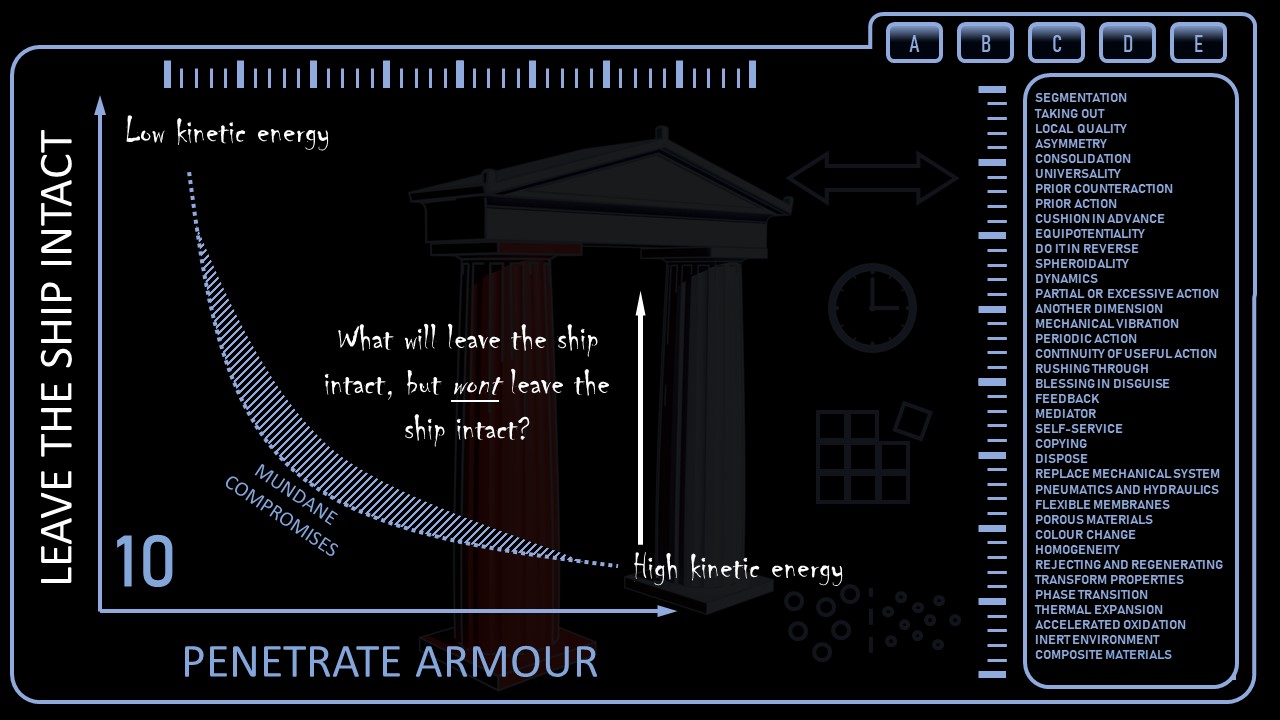 A B C D E
LEAVE THE SHIP INTACT
Low kinetic energy
What will leave the ship
intact, but wont leave the
ship intact?
MUNDANE
COMPROMISES
10
High kinetic energy
PENETRATE ARMOUR
SEGMENTATION
TAKING OUT
LOCAL QUALITY
ASYMMETRY
CONSOLIDATION
UNIVERSALITY
PRIOR COUNTERACTION
PRIOR ACTION
CUSHION IN ADVANCE
EQUIPOTENTIALITY
DO IT IN REVERSE
SPHEROIDALITY
DYNAMICS
PARTIAL OR EXCESSIVE ACTION
ANOTHER DIMENSION
MECHANICAL VIBRATION
PERIODIC ACTION
CONTINUITY OF USEFUL ACTION
RUSHING THROUGH
BLESSING IN DISGUISE
FEEDBACK
MEDIATOR
SELF-SERVICE
COPYING
DISPOSE
REPLACE MECHANICAL SYSTEM
PNEUMATICS AND HYDRAULICS
FLEXIBLE MEMBRANES
POROUS MATERIALS
COLOUR CHANGE
HOMOGENEITY
REJECTING AND REGENERATING
TRANSFORM PROPERTIES
PHASE TRANSITION
THERMAL EXPANSION
ACCELERATED OXIDATION
INERT ENVIRONMENT
COMPOSITE MATERIALS